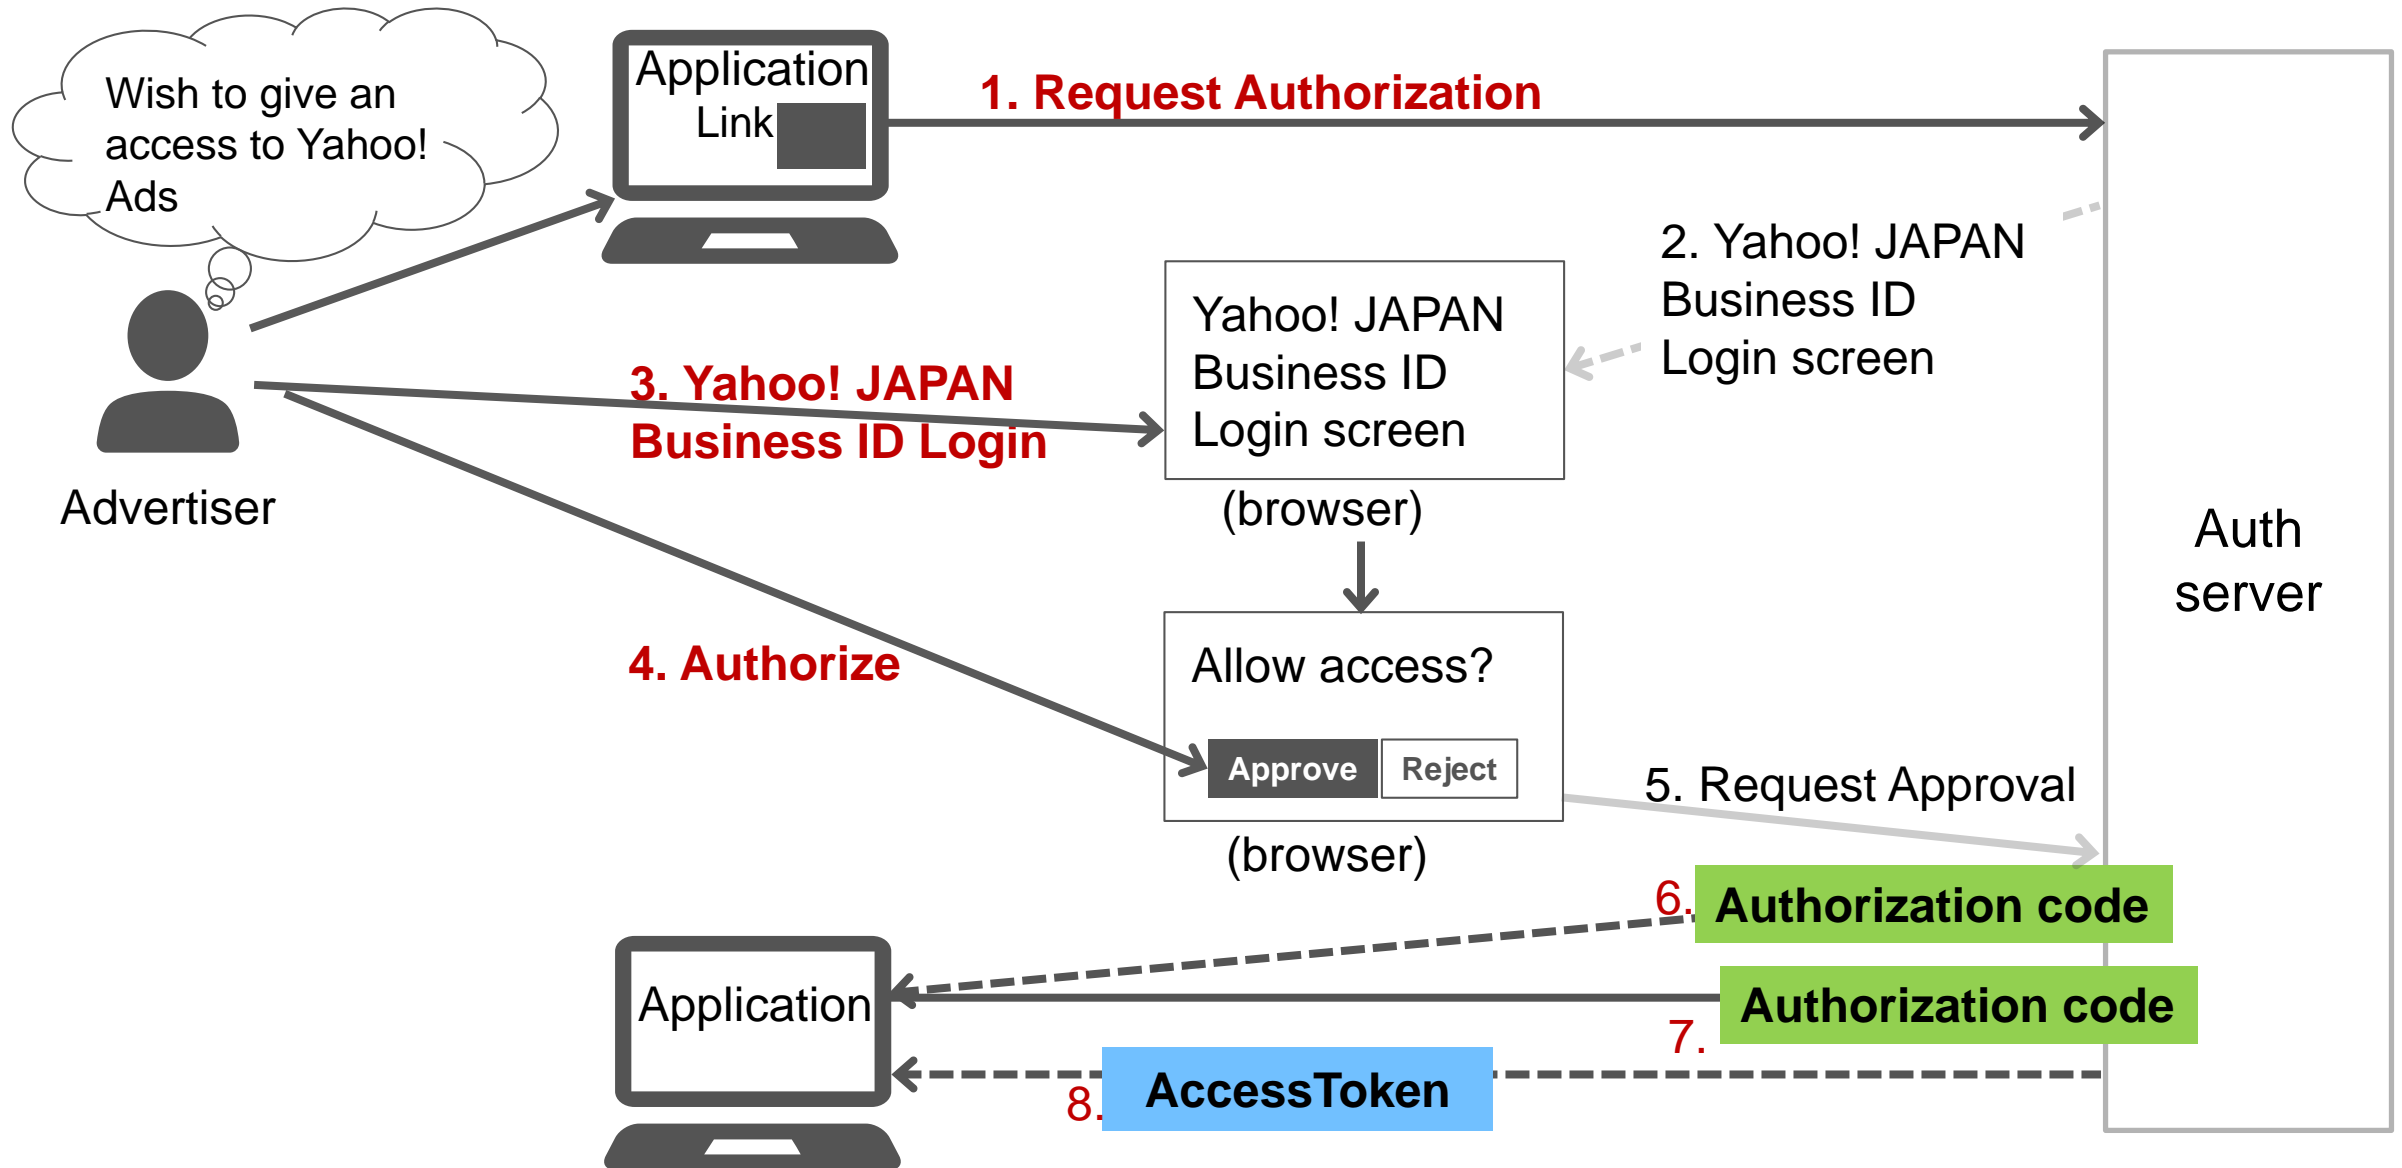 Wish to give an
access to Yahoo!
Ads
Application
Link
1. Request Authorization
2. Yahoo! JAPAN
Business ID
Login screen
Yahoo! JAPAN
Business ID
Login screen
(browser)
3. Yahoo! JAPAN
Business ID Login
Advertiser
Auth
server
4. Authorize
Allow access?
Approve
Reject
(browser)
5. Request Approval
6.
Authorization code
Application
Authorization code
7.
8.
AccessToken